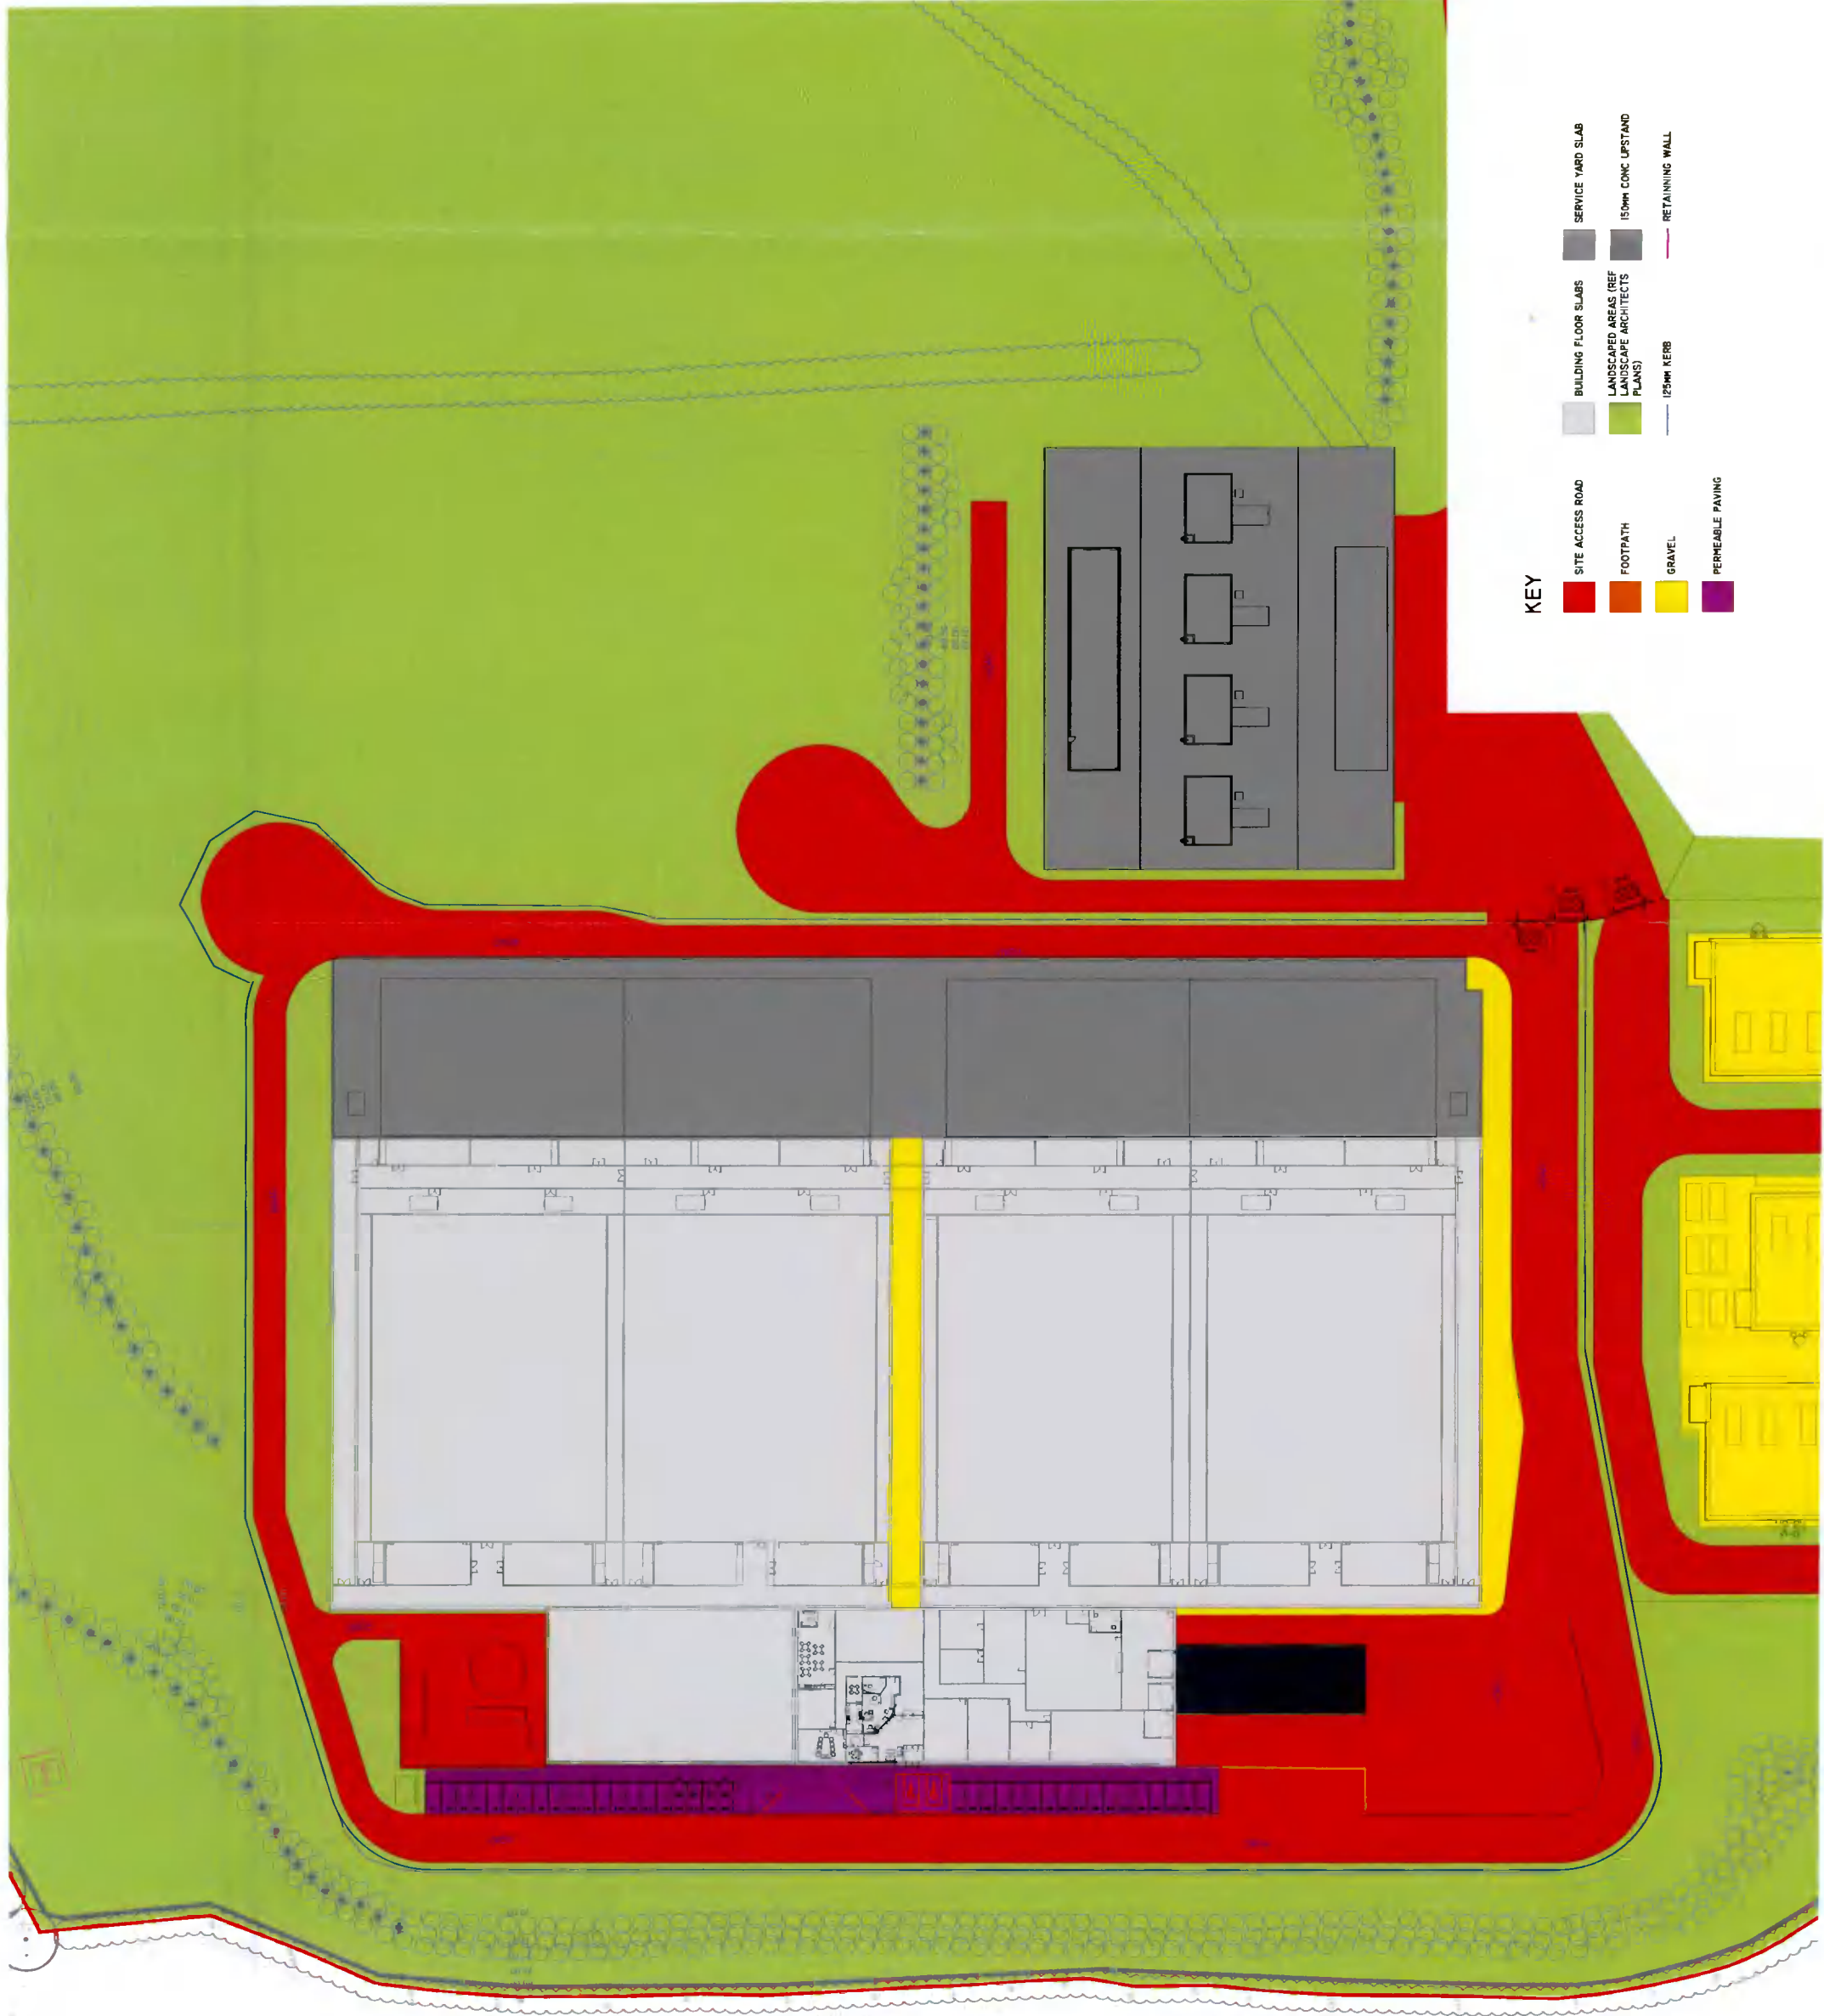 KEY
SITE ACCESS ROAD
FOOTPATH
GRAVEL
PERMEABLE PAVING
BUILDING FLOOR SLABS
LANDSCAPED AREAS (REF
LANDSCAPE ARCHITECTS
PLANS)
125MM KERB
SERVICE YARD SLAB
150MM CONC UPSTAND
RETAINNING WALL